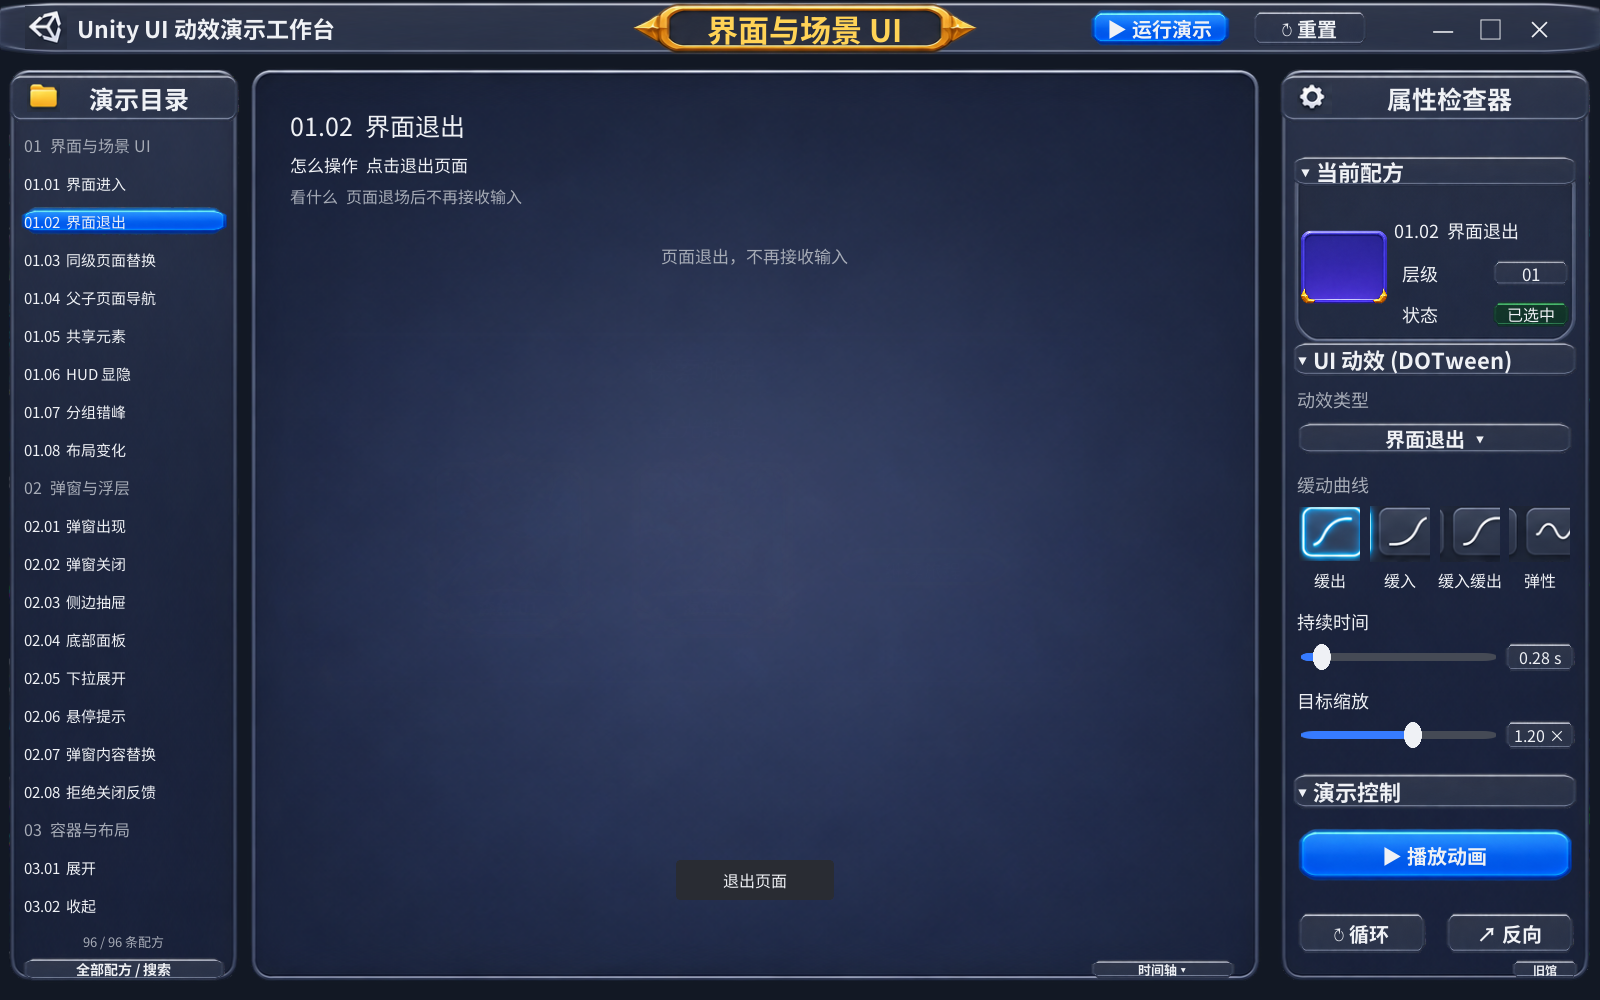 Unity UI 动效演示工作台
界面与场景 UI
▶ 运行演示
重置
演示目录
01 界面与场景 UI
01.01 界面进入
01.02 界面退出
01.03 同级页面替换
01.04 父子页面导航
01.05 共享元素
01.06 HUD 显隐
01.07 分组错峰
01.08 布局变化
02 弹窗与浮层
02.01 弹窗出现
02.02 弹窗关闭
02.03 侧边抽屉
02.04 底部面板
02.05 下拉展开
02.06 悬停提示
02.07 弹窗内容替换
02.08 拒绝关闭反馈
03 容器与布局
03.01 展开
03.02 收起
96 / 96 条配方
全部配方 / 搜索
01.02 界面退出
怎么操作 点击退出页面
看什么 页面退场后不再接收输入
页面退出，不再接收输入
退出页面
时间轴 ▾
属性检查器
▾ 当前配方
01.02 界面退出
层级 01
状态 已选中
▾ UI 动效 (DOTween)
动效类型
界面退出 ▾
缓动曲线
缓出 缓入 缓入缓出 弹性
持续时间
0.28 s
目标缩放
1.20 ×
▾ 演示控制
▶ 播放动画
循环
↗ 反向
旧馆